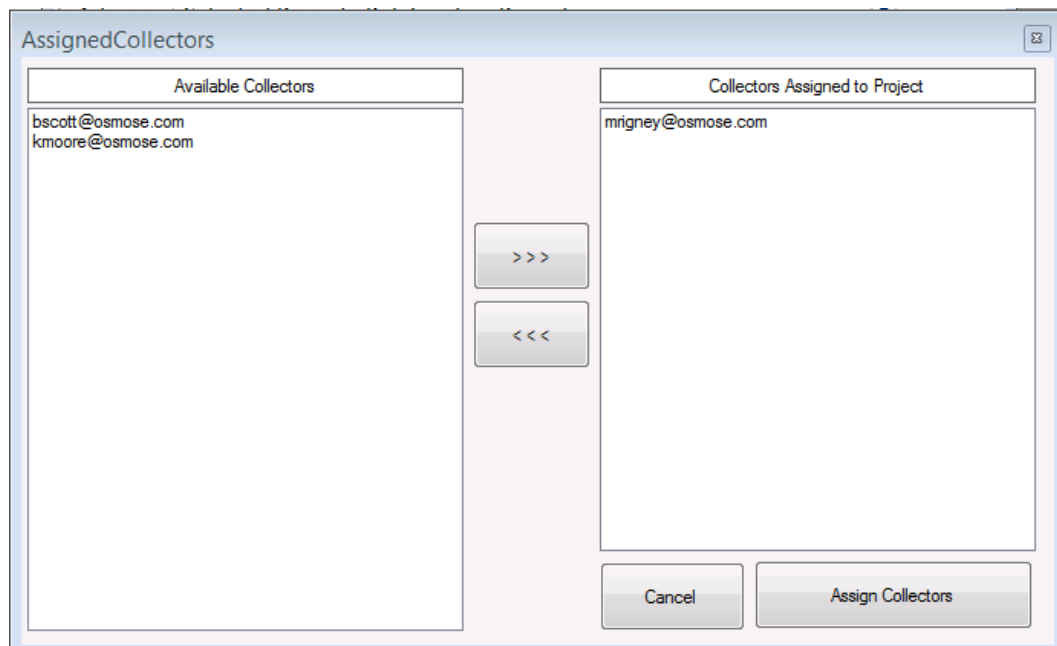 AssignedCollectors
Available Collectors
bscott@osmose.com
kmoore@osmose.com
>>>
<<<
Collectors Assigned to Project
mrigney@osmose.com
Cancel
Assign Collectors